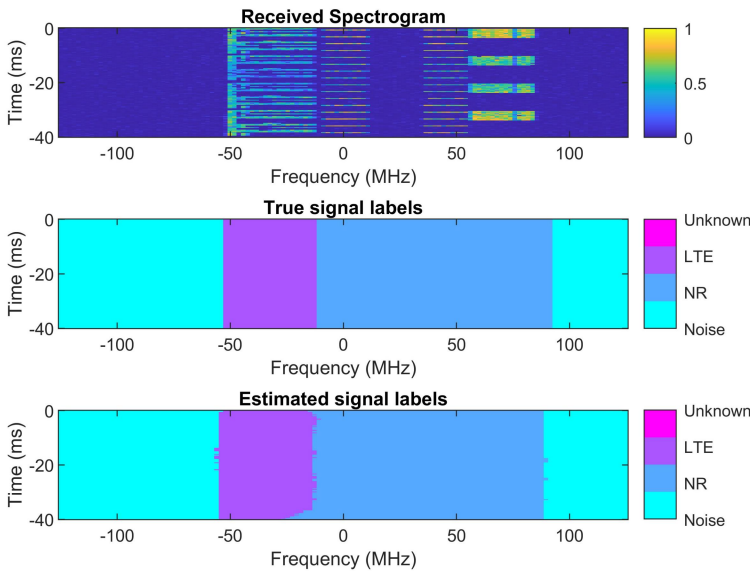 Received Spectrogram
0
-20
-40
Time (ms)
-100
-50
0
50
100
Frequency (MHz)
1
0.5
0
True signal labels
0
-20
-40
Time (ms)
-100
-50
0
50
100
Frequency (MHz)
Unknown
LTE
NR
Noise
Estimated signal labels
0
-20
-40
Time (ms)
-100
-50
0
50
100
Frequency (MHz)
Unknown
LTE
NR
Noise